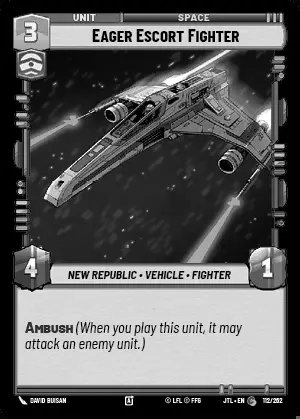 UNIT SPACE
3 EAGER ESCORT FIGHTER
4 1
NEW REPUBLIC • VEHICLE • FIGHTER
AMBUSH (When you play this unit, it may
attack an enemy unit.)
DAVID BUISAN © LFL ℗ FFG JTL • EN 112/262